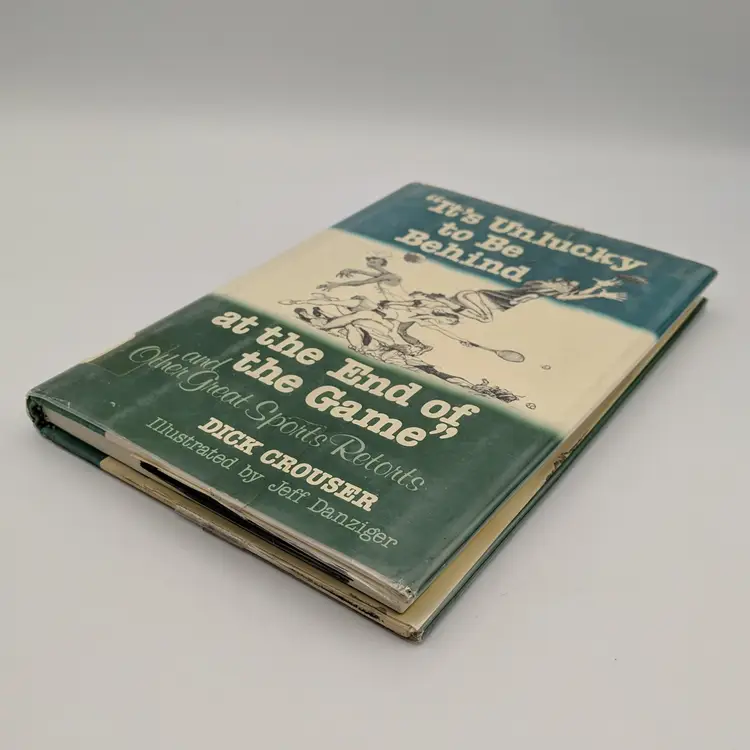 "It's Unlucky
to Be
Behind
at the End of
the Game"
and
Other Great Sports Retorts
DICK CROUSER
Illustrated by Jeff Danziger